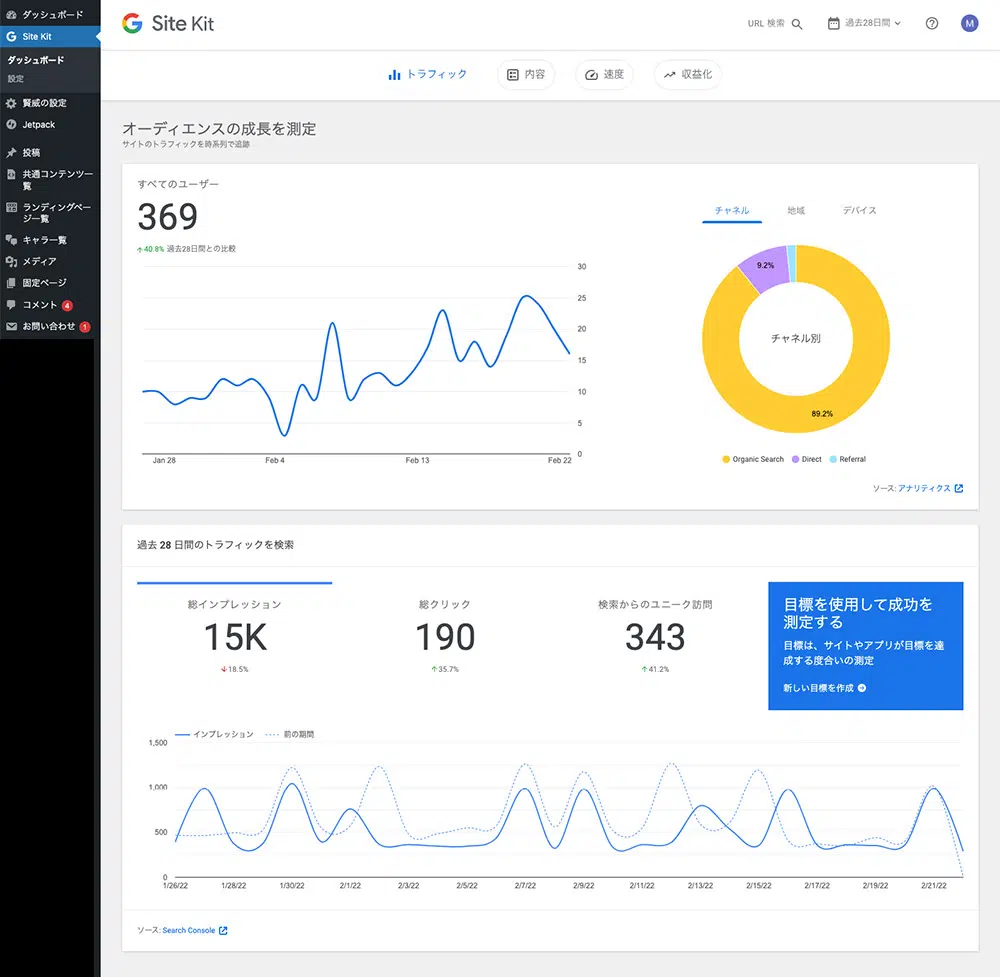 ダッシュボード
Site Kit
ダッシュボード
設定
賢威の設定
Jetpack
投稿
共通コンテンツ一
覧
ランディングペー
ジ一覧
キャラ一覧
メディア
固定ページ
コメント 4
お問い合わせ 1
G Site Kit
URL 検索
過去28日間
M
トラフィック
内容
速度
収益化
オーディエンスの成長を測定
サイトのトラフィックを時系列で追跡
すべてのユーザー
369
↑40.8% 過去28日間との比較
30
25
20
15
10
5
0
Jan 28
Feb 4
Feb 13
Feb 22
チャネル
地域
デバイス
9.2%
チャネル別
89.2%
Organic Search
Direct
Referral
ソース: アナリティクス
過去 28 日間のトラフィックを検索
総インプレッション
15K
↓18.5%
総クリック
190
↑35.7%
検索からのユニーク訪問
343
↑41.2%
目標を使用して成功を
測定する
目標は、サイトやアプリが目標を達
成する度合いの測定
新しい目標を作成
インプレッション
前の期間
1,500
1,000
500
0
1/26/22
1/28/22
1/30/22
2/1/22
2/3/22
2/5/22
2/7/22
2/9/22
2/11/22
2/13/22
2/15/22
2/17/22
2/19/22
2/21/22
ソース: Search Console